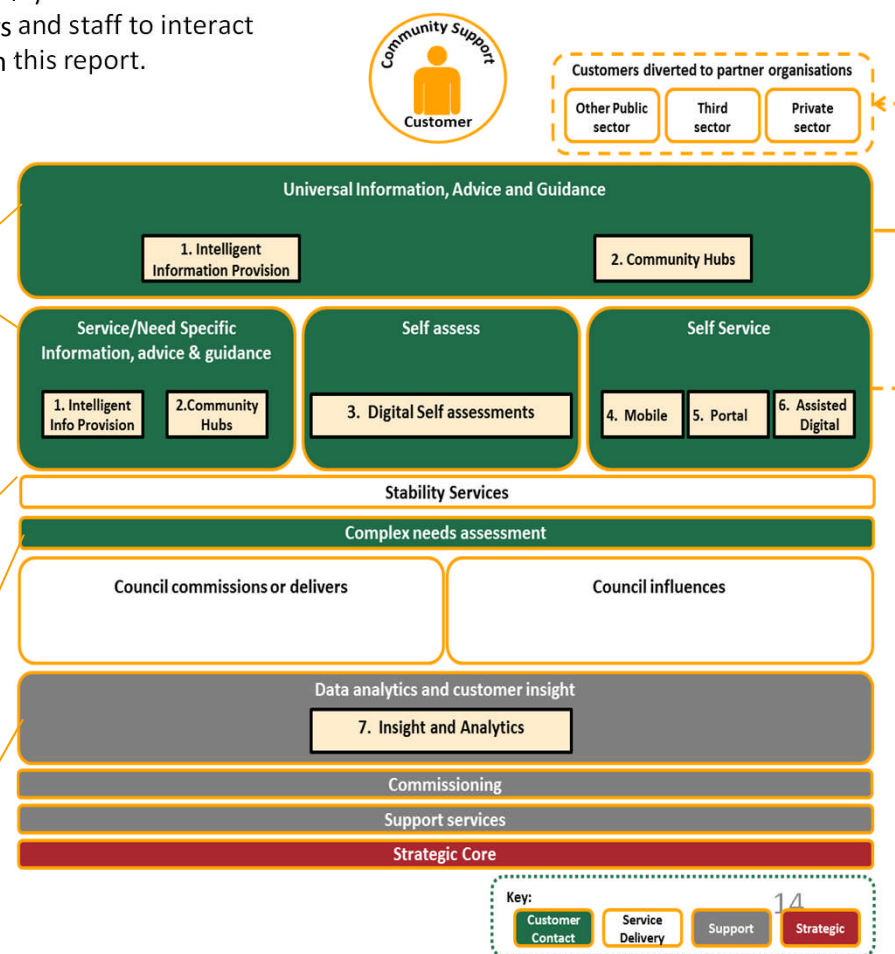 s and staff to interact
this report.
Community Support
Customer
Customers diverted to partner organisations
Other Public
sector
Third
sector
Private
sector
Universal Information, Advice and Guidance
1. Intelligent
Information Provision
2. Community Hubs
Service/Need Specific
Information, advice & guidance
1. Intelligent
Info Provision
2.Community
Hubs
Self assess
3. Digital Self assessments
Self Service
4. Mobile
5. Portal
6. Assisted
Digital
Stability Services
Complex needs assessment
Council commissions or delivers
Council influences
Data analytics and customer insight
7. Insight and Analytics
Commissioning
Support services
Strategic Core
Key:
14
Customer
Contact
Service
Delivery
Support
Strategic